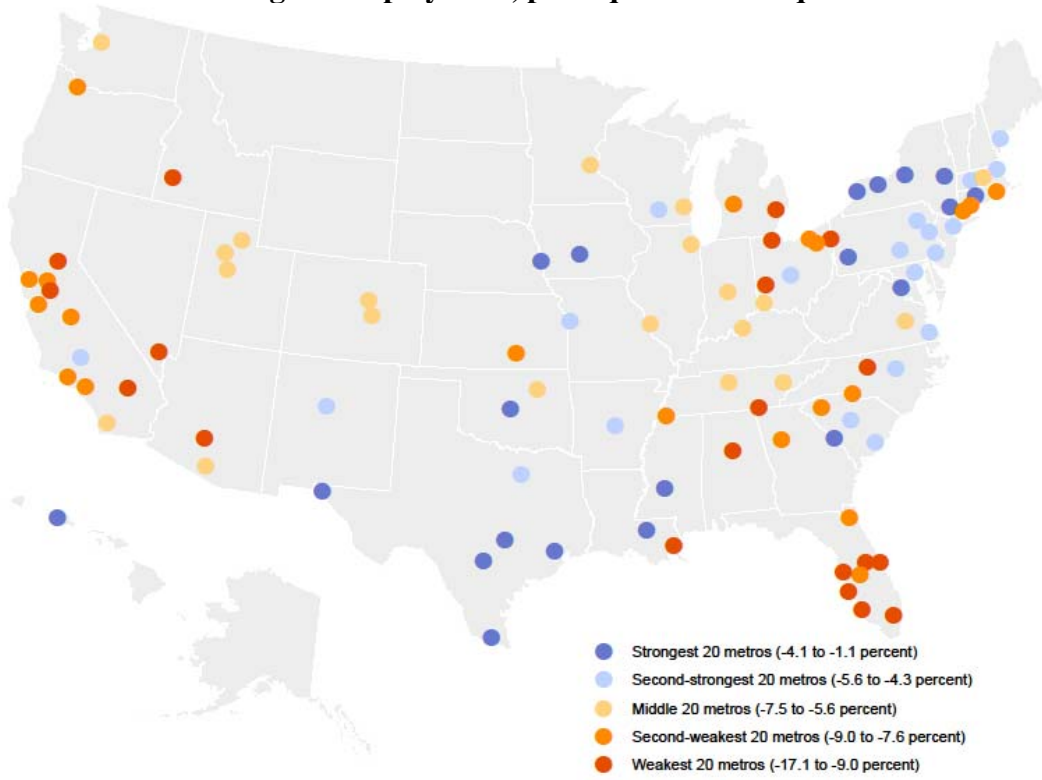 Strongest 20 metros (-4.1 to -1.1 percent)
Second-strongest 20 metros (-5.6 to -4.3 percent)
Middle 20 metros (-7.5 to -5.6 percent)
Second-weakest 20 metros (-9.0 to -7.6 percent)
Weakest 20 metros (-17.1 to -9.0 percent)